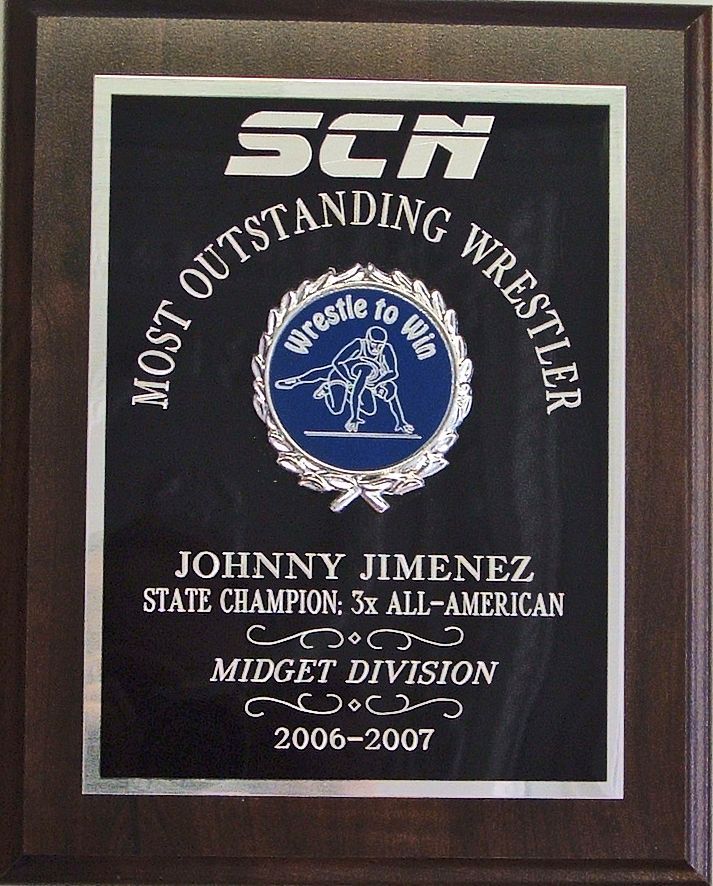 SCN
MOST OUTSTANDING WRESTLER
Wrestle to Win
JOHNNY JIMENEZ
STATE CHAMPION: 3x ALL-AMERICAN
MIDGET DIVISION
2006-2007